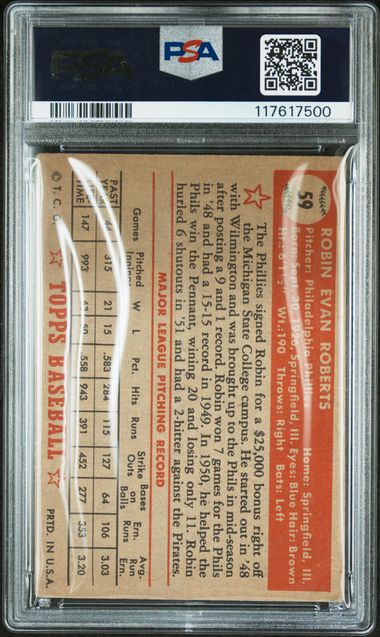 PSA
PSA
117617500
59
ROBIN EVAN ROBERTS
Pitcher: Philadelphia Home: Springfield, Ill.
Born: Sept. 30, 1926, Springfield, Ill. Eyes: Blue Hair: Brown
Ht.: 6-1½ Wt.: 190 Throws: Right Bats: Left
The Phillies signed Robin for a $25,000 bonus right off
the Michigan State College campus. He started out in '48
with Wilmington and was brought up to the Phils in mid-season
after posting a 9 and 1 record. Robin won 7 games for the Phils
in '48 and had a 15-15 record in 1949. In 1950, he helped the
Phils win the Pennant, wining 20 and losing only 11. Robin
hurled 6 shutouts in '51 and had a 2-hitter against the Pirates.
MAJOR LEAGUE PITCHING RECORD
Games Pitched W L Pct. Hits Runs Strike Outs Bases on Balls Ern. Runs Avg. Ern.
PAST 315 21 15 .583 284 115 127 64 106 3.03
TIME 147 993 50 .558 943 391 452 277 353 3.20
© T. C. G. TOPPS BASEBALL PRTD. IN U.S.A.